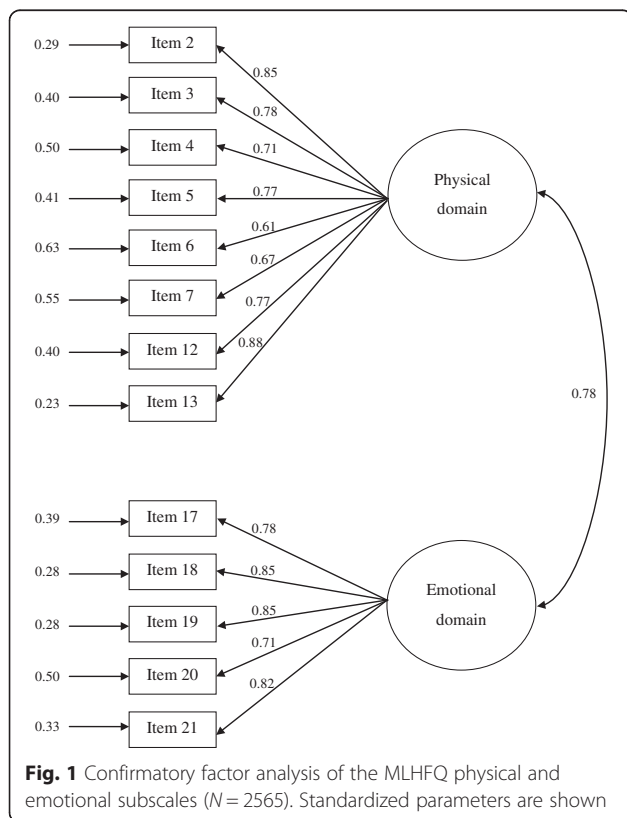 0.29 Item 2
0.85
0.40 Item 3
0.78
0.50 Item 4
0.71
0.41 Item 5
0.77
0.63 Item 6
0.61
0.55 Item 7
0.67
0.40 Item 12
0.77
0.23 Item 13
0.88
Physical
domain
0.78
0.39 Item 17
0.78
0.28 Item 18
0.85
0.28 Item 19
0.85
0.50 Item 20
0.71
0.33 Item 21
0.82
Emotional
domain
Fig. 1 Confirmatory factor analysis of the MLHFQ physical and
emotional subscales (N = 2565). Standardized parameters are shown